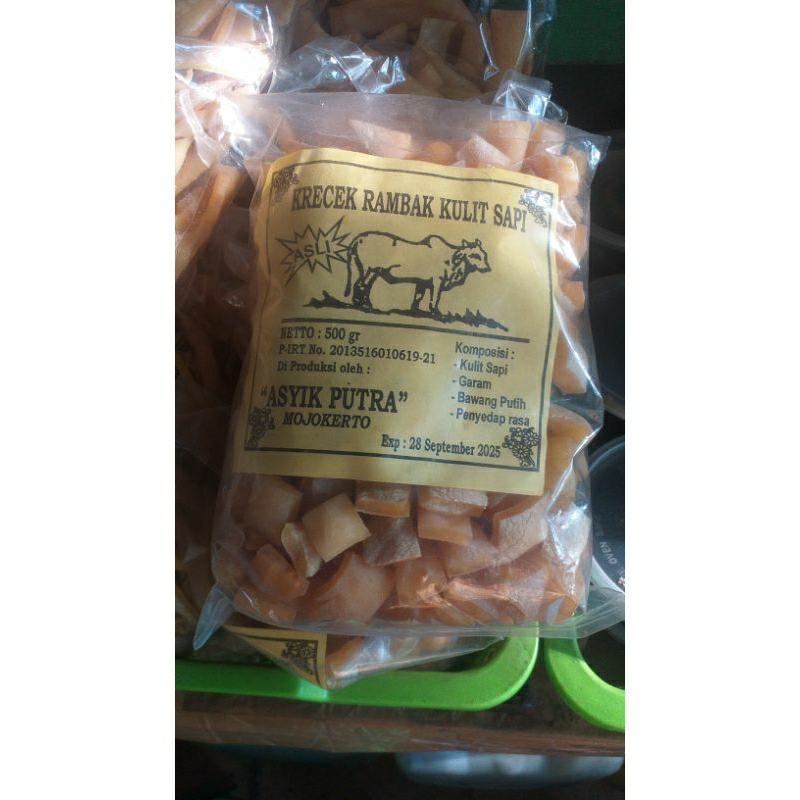 KRECEK RAMBAK KULIT SAPI
ASLI
NETTO : 500 gr
P-IRT No. 2013516010619-21
Di Produksi oleh :
"ASYIK PUTRA"
MOJOKERTO
Komposisi :
- Kulit Sapi
- Garam
- Bawang Putih
- Penyedap rasa
Exp : 28 September 2025
OVEN